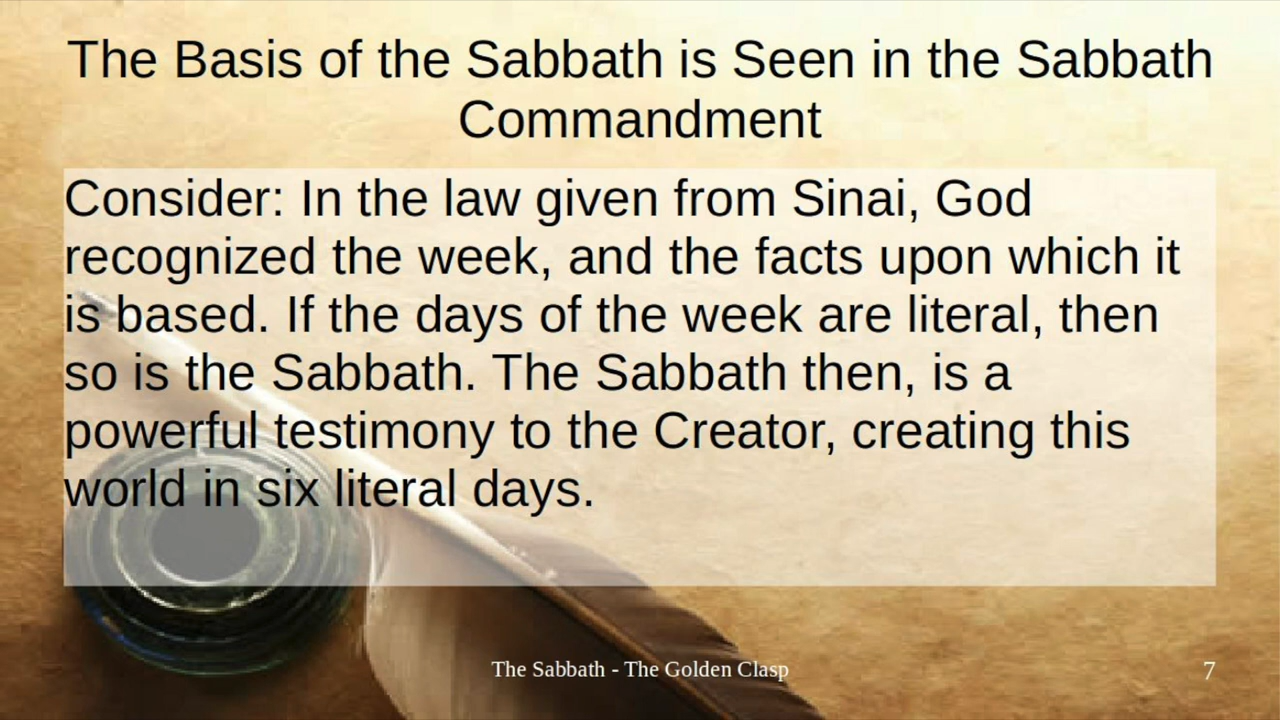 The Basis of the Sabbath is Seen in the Sabbath
Commandment
Consider: In the law given from Sinai, God
recognized the week, and the facts upon which it
is based. If the days of the week are literal, then
so is the Sabbath. The Sabbath then, is a
powerful testimony to the Creator, creating this
world in six literal days.
The Sabbath - The Golden Clasp
7